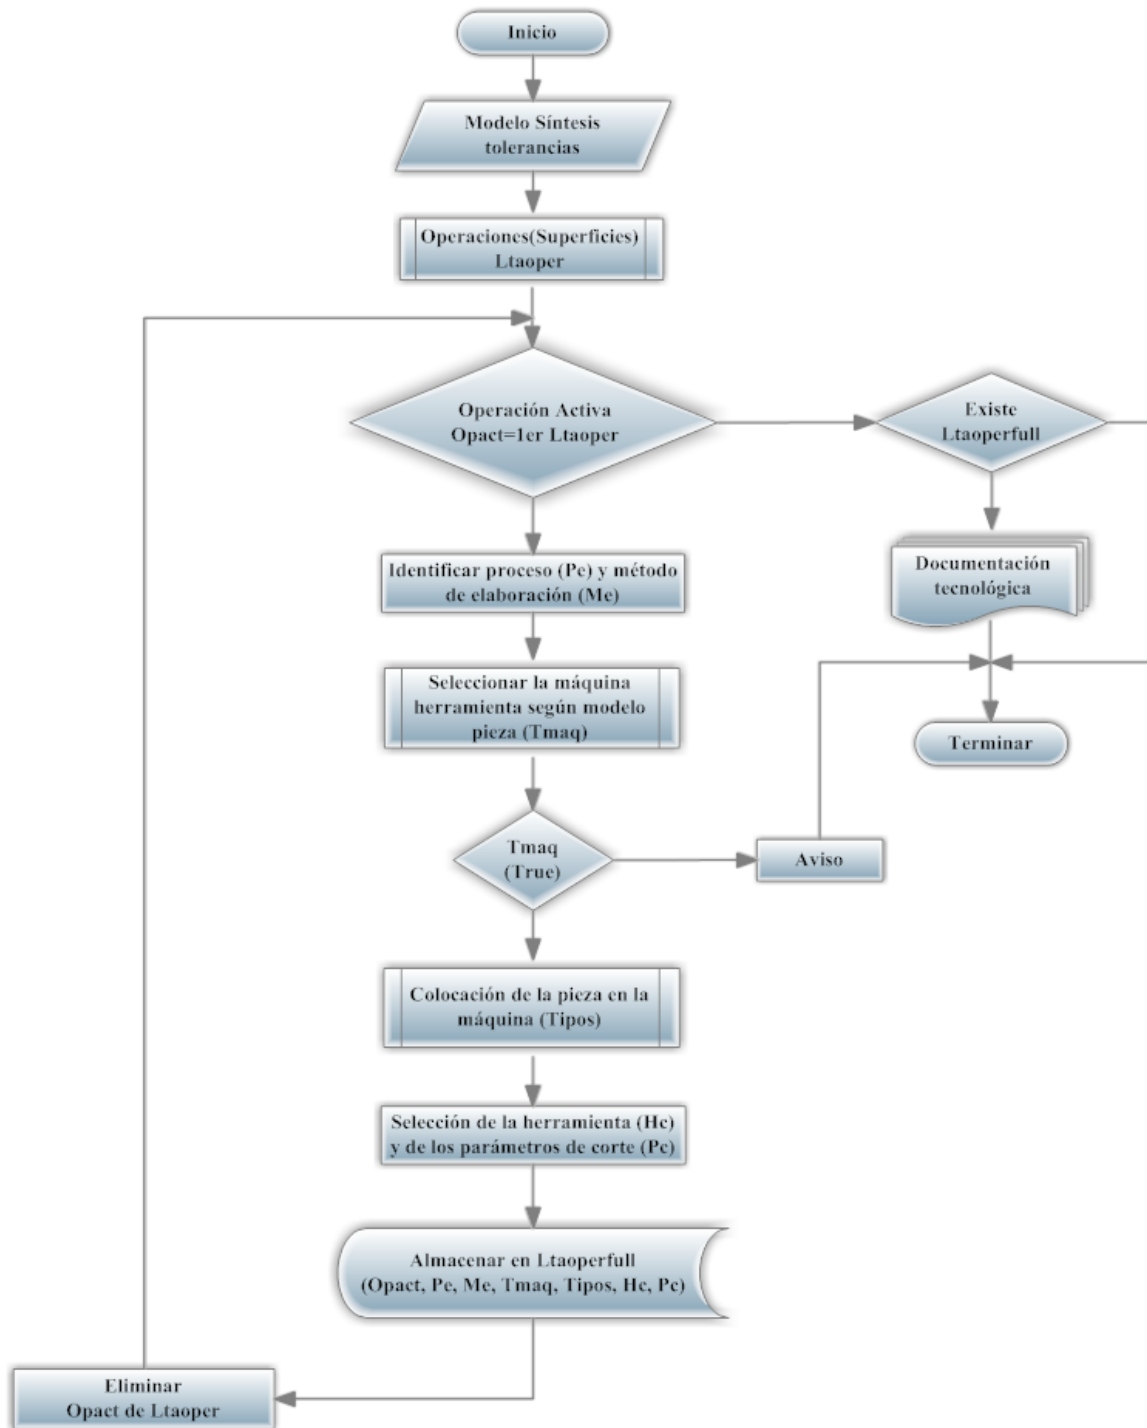 Inicio
Modelo Síntesis
tolerancias
Operaciones(Superficies)
Ltaoper
Operación Activa
Opact=1er Ltaoper
Existe
Ltaoperfull
Identificar proceso (Pe) y método
de elaboración (Me)
Documentación
tecnológica
Seleccionar la máquina
herramienta según modelo
pieza (Tmaq)
Terminar
Tmaq
(True)
Aviso
Colocación de la pieza en la
máquina (Tipos)
Selección de la herramienta (Hc)
y de los parámetros de corte (Pc)
Almacenar en Ltaoperfull
(Opact, Pe, Me, Tmaq, Tipos, Hc, Pc)
Eliminar
Opact de Ltaoper